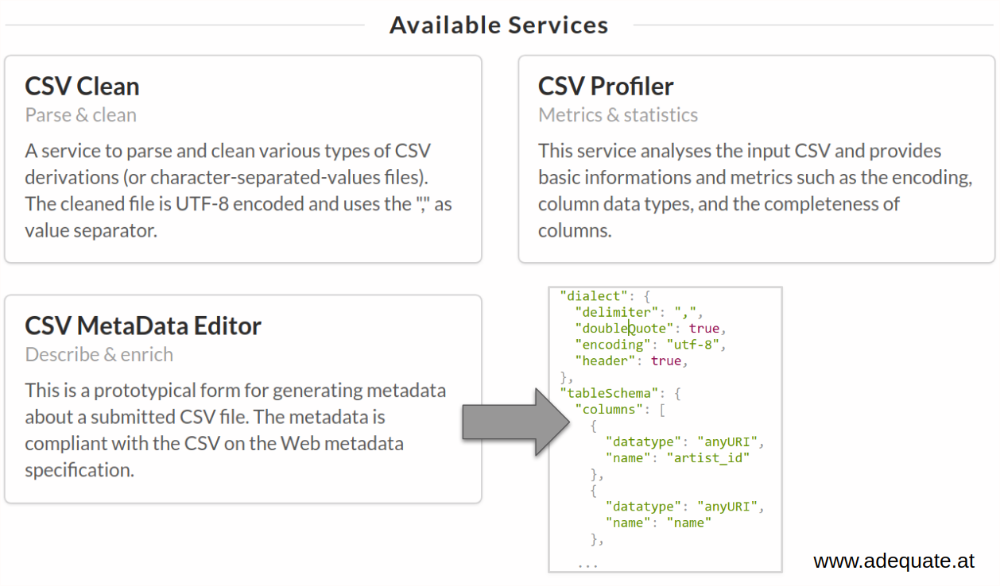 Available Services
CSV Clean
Parse & clean
A service to parse and clean various types of CSV
derivations (or character-separated-values files).
The cleaned file is UTF-8 encoded and uses the "," as
value separator.
CSV Profiler
Metrics & statistics
This service analyses the input CSV and provides
basic informations and metrics such as the encoding,
column data types, and the completeness of
columns.
CSV MetaData Editor
Describe & enrich
This is a prototypical form for generating metadata
about a submitted CSV file. The metadata is
compliant with the CSV on the Web metadata
specification.
"dialect": {
"delimiter": ",",
"doubleQuote": true,
"encoding": "utf-8",
"header": true,
},
"tableSchema": {
"columns": [
{
"datatype": "anyURI",
"name": "artist_id"
},
{
"datatype": "anyURI",
"name": "name"
},
...
www.adequate.at